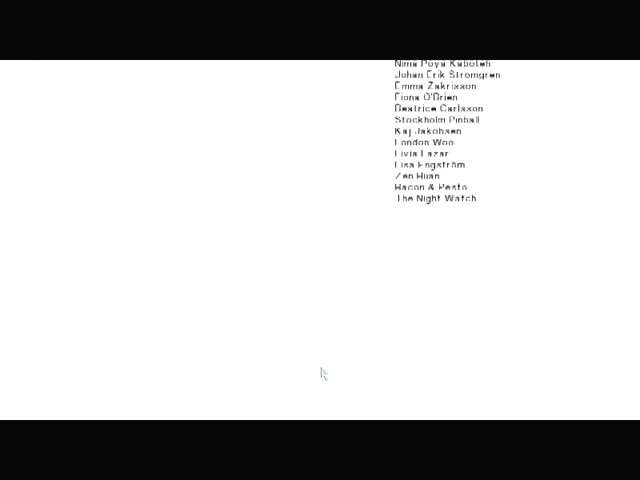 Nima Poya Kaboteh
Johan Erik Strömgren
Emma Zakrisson
Fiona O'Brien
Beatrice Carlsson
Stockholm Pinball
Kaj Jakobsen
London Woo
Livia Lazar
Lisa Engström
Zen Huan
Bacon & Pesto
The Night Watch